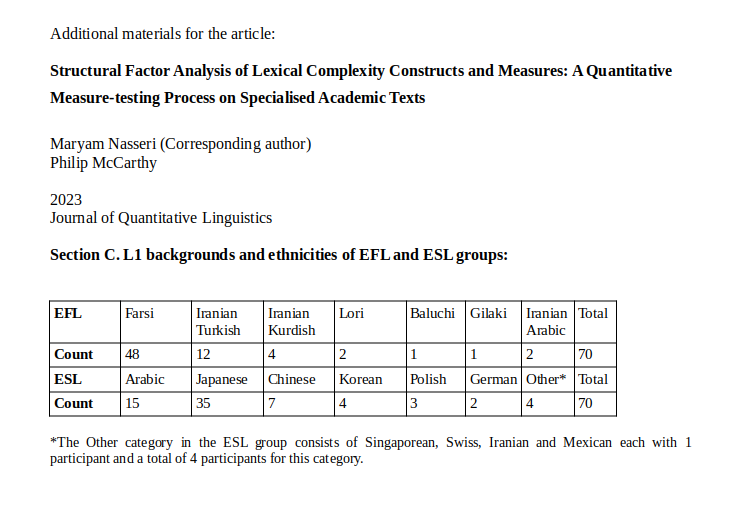 Additional materials for the article:
Structural Factor Analysis of Lexical Complexity Constructs and Measures: A Quantitative
Measure-testing Process on Specialised Academic Texts
Maryam Nasseri (Corresponding author)
Philip McCarthy
2023
Journal of Quantitative Linguistics
Section C. L1 backgrounds and ethnicities of EFL and ESL groups:
EFL Farsi Iranian Turkish Iranian Kurdish Lori Baluchi Gilaki Iranian Arabic Total
Count 48 12 4 2 1 1 2 70
ESL Arabic Japanese Chinese Korean Polish German Other* Total
Count 15 35 7 4 3 2 4 70
*The Other category in the ESL group consists of Singaporean, Swiss, Iranian and Mexican each with 1
participant and a total of 4 participants for this category.